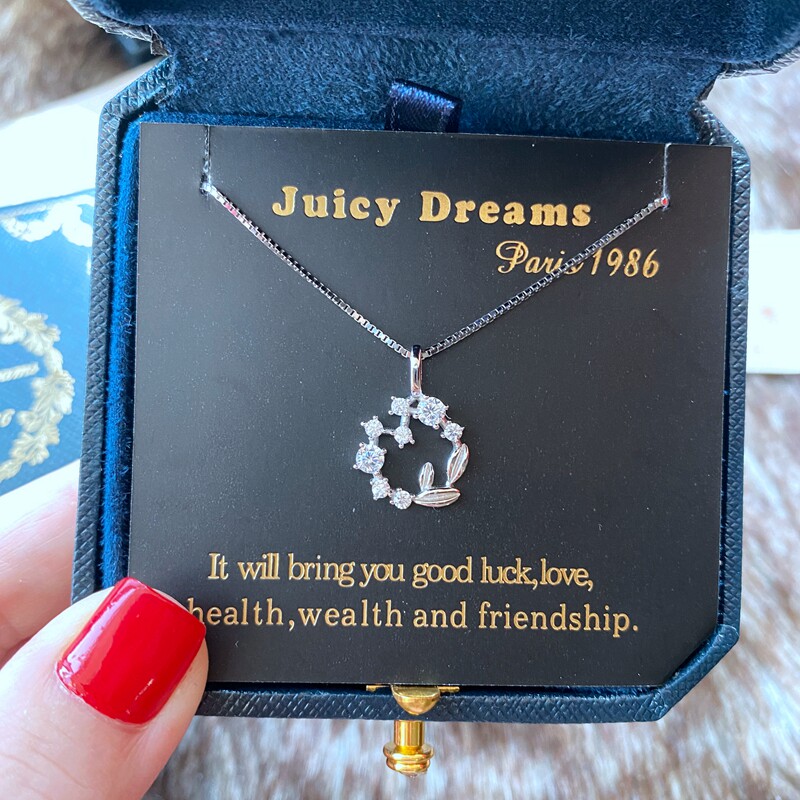 Juicy Dreams
Paris 1986
It will bring you good luck,love,
health,wealth and friendship.